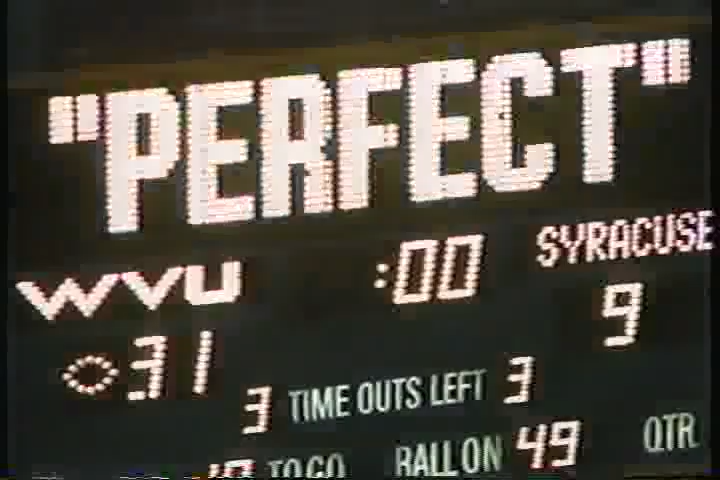 "PERFECT"
WVU :00 SYRACUSE
31 9
3 TIME OUTS LEFT 3
TO GO BALL ON 49 QTR